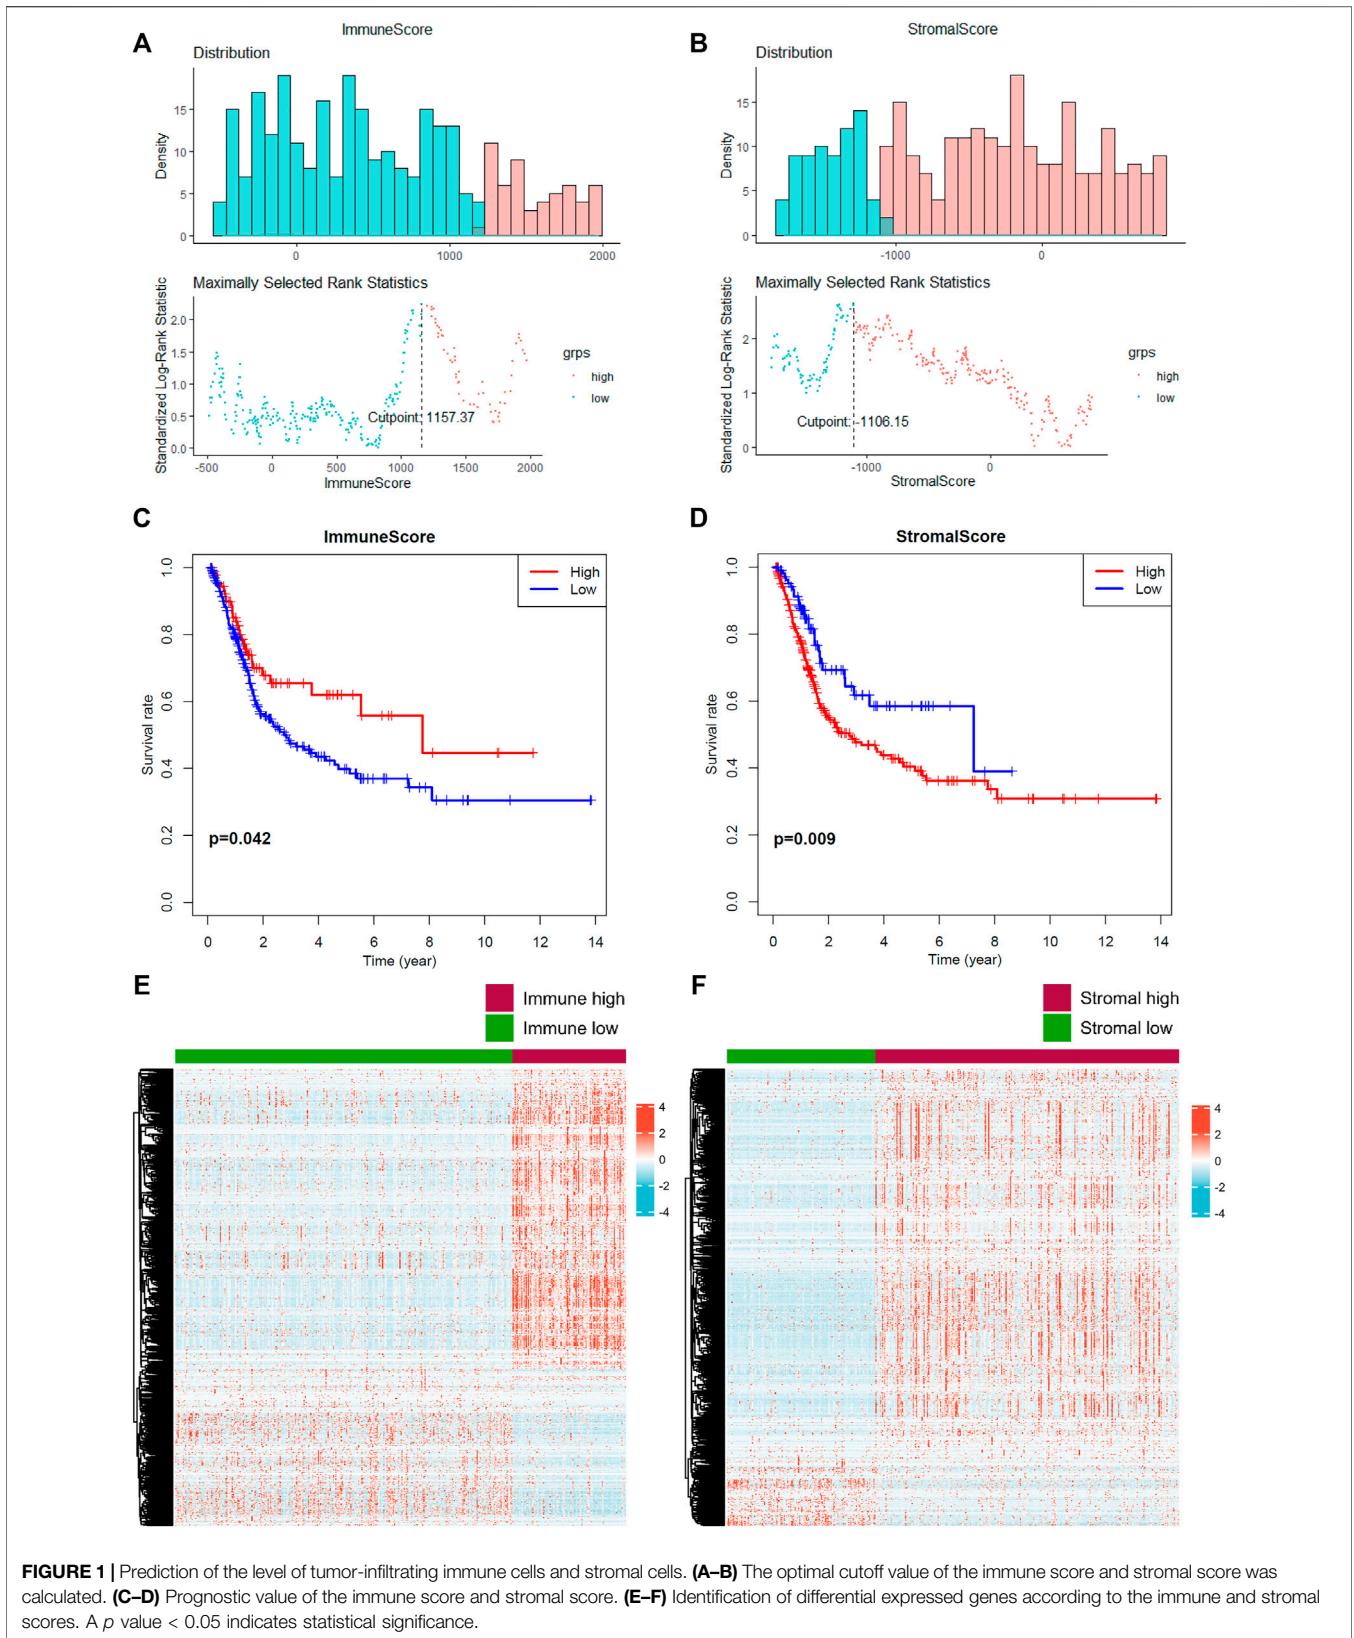 A
ImmuneScore
Distribution
Density
15
10
5
0
0
1000
2000
Maximally Selected Rank Statistics
Standardized Log-Rank Statistic
2.0
1.5
1.0
0.5
0.0
Cutpoint: 1157.37
grps
high
low
-500
0
500
1000
1500
2000
ImmuneScore
B
StromalScore
Distribution
Density
15
10
5
0
-1000
0
Maximally Selected Rank Statistics
Standardized Log-Rank Statistic
2
1
0
Cutpoint: -1106.15
grps
high
low
-1000
0
StromalScore
C
ImmuneScore
High
Low
Survival rate
1.0
0.8
0.6
0.4
0.2
0.0
p=0.042
0 2 4 6 8 10 12 14
Time (year)
D
StromalScore
High
Low
Survival rate
1.0
0.8
0.6
0.4
0.2
0.0
p=0.009
0 2 4 6 8 10 12 14
Time (year)
E
Immune high
Immune low
4
2
0
-2
-4
F
Stromal high
Stromal low
4
2
0
-2
-4
FIGURE 1 | Prediction of the level of tumor-infiltrating immune cells and stromal cells. (A–B) The optimal cutoff value of the immune score and stromal score was
calculated. (C–D) Prognostic value of the immune score and stromal score. (E–F) Identification of differential expressed genes according to the immune and stromal
scores. A p value < 0.05 indicates statistical significance.